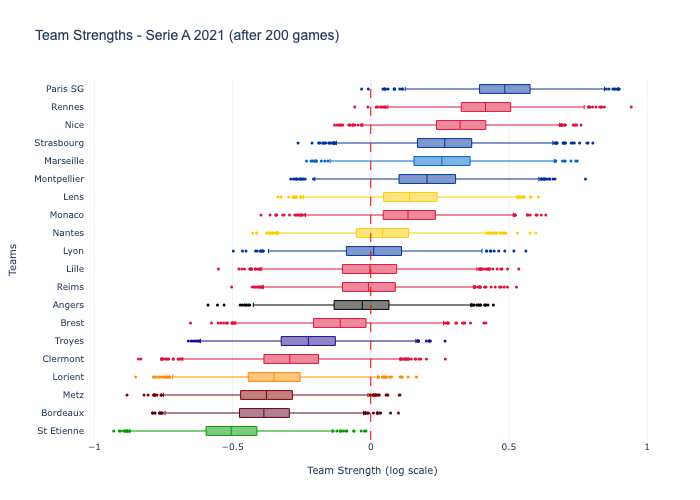 Team Strengths - Serie A 2021 (after 200 games)
Paris SG
Rennes
Nice
Strasbourg
Marseille
Montpellier
Lens
Monaco
Nantes
Lyon
Lille
Reims
Angers
Brest
Troyes
Clermont
Lorient
Metz
Bordeaux
St Etienne
Teams
−1
−0.5
0
0.5
1
Team Strength (log scale)